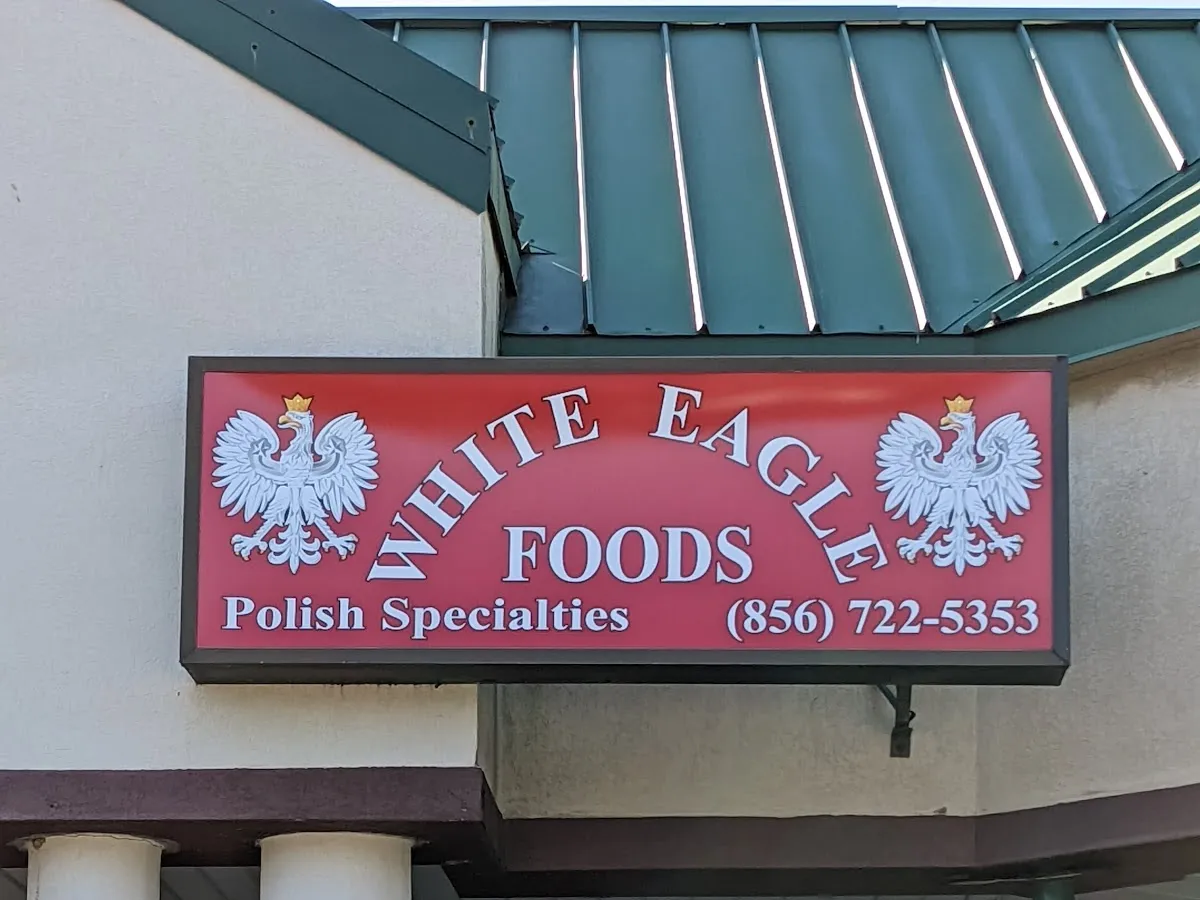 WHITE EAGLE
FOODS
Polish Specialties (856) 722-5353